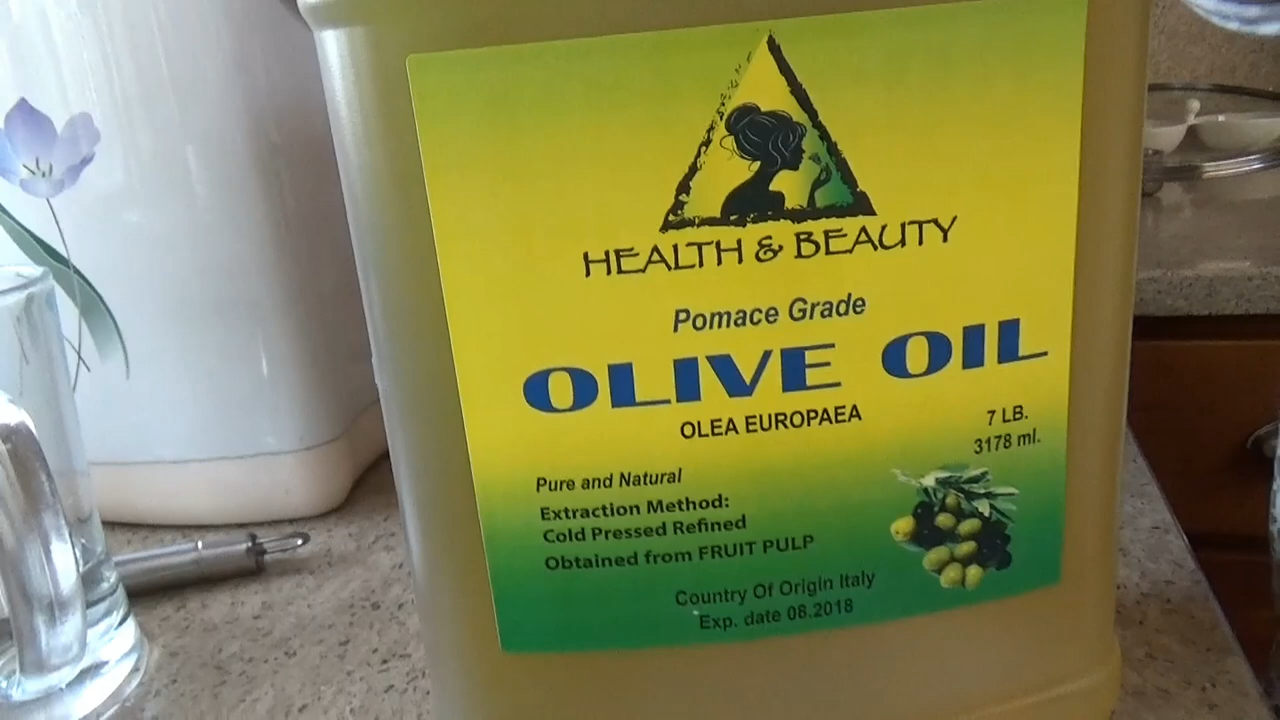 HEALTH & BEAUTY
Pomace Grade
OLIVE OIL
OLEA EUROPAEA
7 LB.
3178 ml.
Pure and Natural
Extraction Method:
Cold Pressed Refined
Obtained from FRUIT PULP
Country Of Origin Italy
Exp. date 08.2018